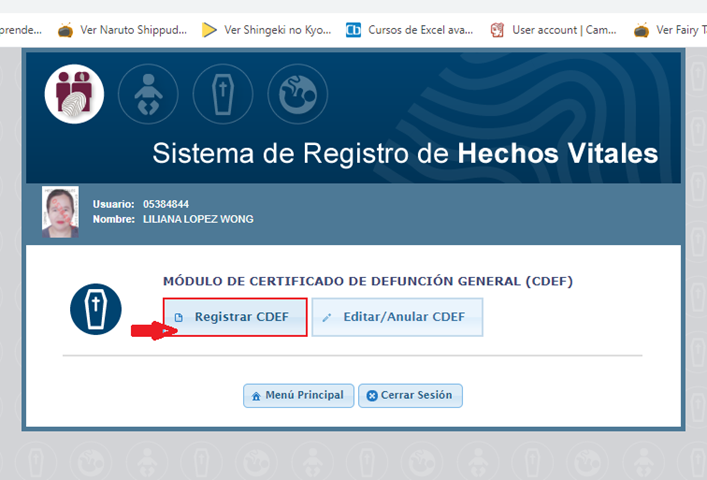 prende...
Ver Naruto Shippud...
Ver Shingeki no Kyo...
Cb
Cursos de Excel ava...
User account | Cam...
Ver Fairy T
Sistema de Registro de Hechos Vitales
Usuario: 05384844
Nombre: LILIANA LOPEZ WONG
MÓDULO DE CERTIFICADO DE DEFUNCIÓN GENERAL (CDEF)
Registrar CDEF
Editar/Anular CDEF
Menú Principal
Cerrar Sesión